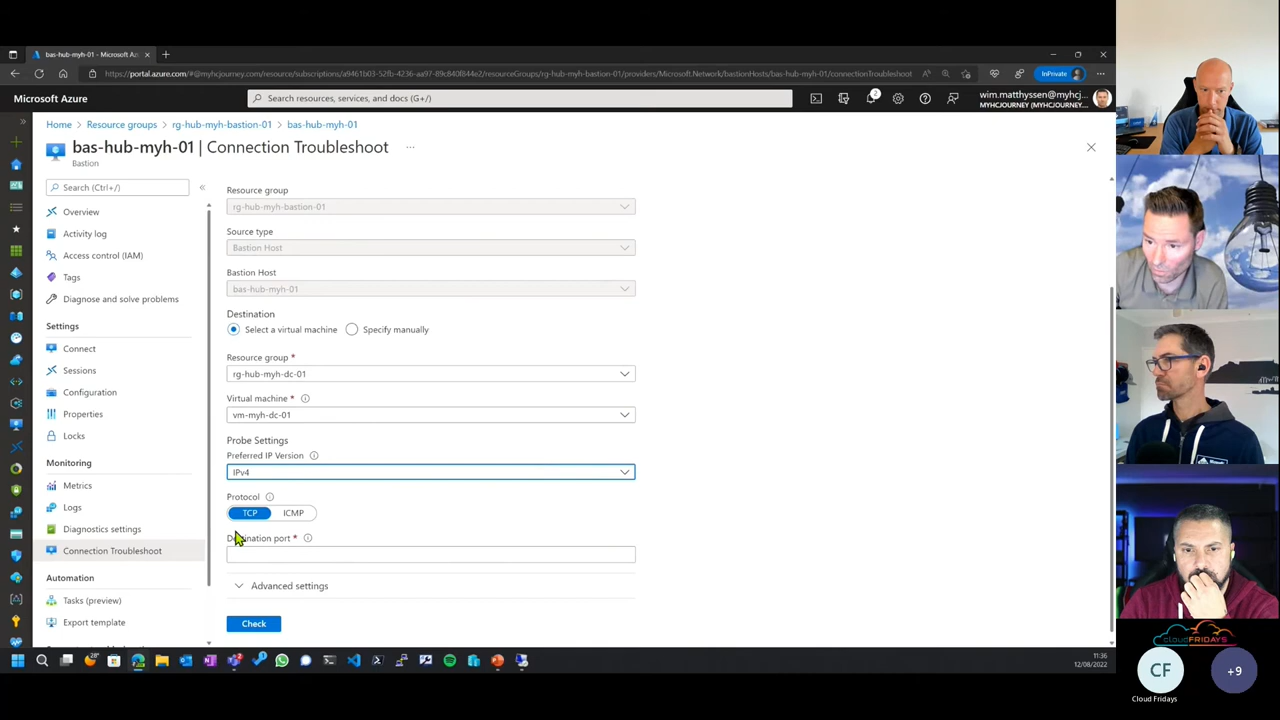 bas-hub-myh-01 - Microsoft Az
https://portal.azure.com/#@myhcjourney.com/resource/subscriptions/a9461b03-52fb-4236-aa97-89c840f844e2/resourceGroups/rg-hub-myh-bastion-01/providers/Microsoft.Network/bastionHosts/bas-hub-myh-01/connectionTroubleshoot
InPrivate
Microsoft Azure
Search resources, services, and docs (G+/)
2
wim.matthyssen@myhcj...
MYHCJOURNEY (MYHCJOURNEY...
Home > Resource groups > rg-hub-myh-bastion-01 > bas-hub-myh-01
bas-hub-myh-01 | Connection Troubleshoot ...
Bastion
Search (Ctrl+/)
Overview
Activity log
Access control (IAM)
Tags
Diagnose and solve problems
Settings
Connect
Sessions
Configuration
Properties
Locks
Monitoring
Metrics
Logs
Diagnostics settings
Connection Troubleshoot
Automation
Tasks (preview)
Export template
Resource group
rg-hub-myh-bastion-01
Source type
Bastion Host
Bastion Host
bas-hub-myh-01
Destination
Select a virtual machine
Specify manually
Resource group *
rg-hub-myh-dc-01
Virtual machine *
vm-myh-dc-01
Probe Settings
Preferred IP Version
IPv4
Protocol
TCP
ICMP
Destination port *
Advanced settings
Check
28°
11:36
12/08/2022
CLOUDFRIDAYS
CF
+9
Cloud Fridays